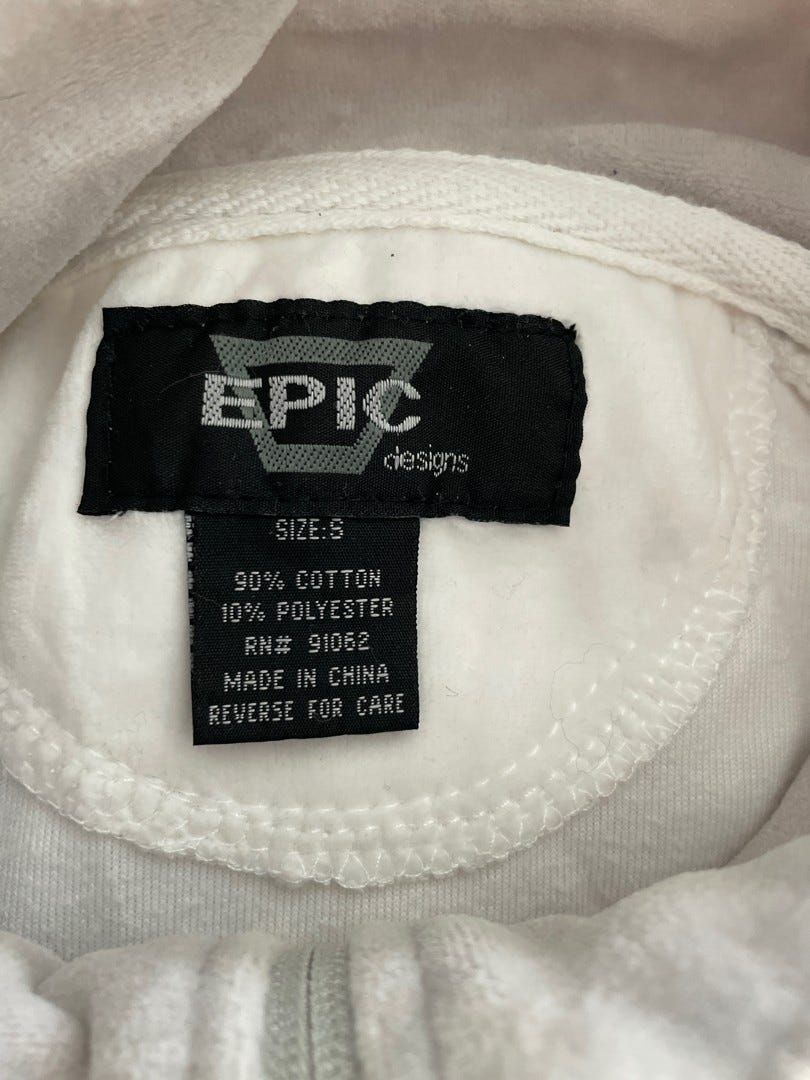 EPIC
designs
SIZE:S
90% COTTON
10% POLYESTER
RN# 91062
MADE IN CHINA
REVERSE FOR CARE